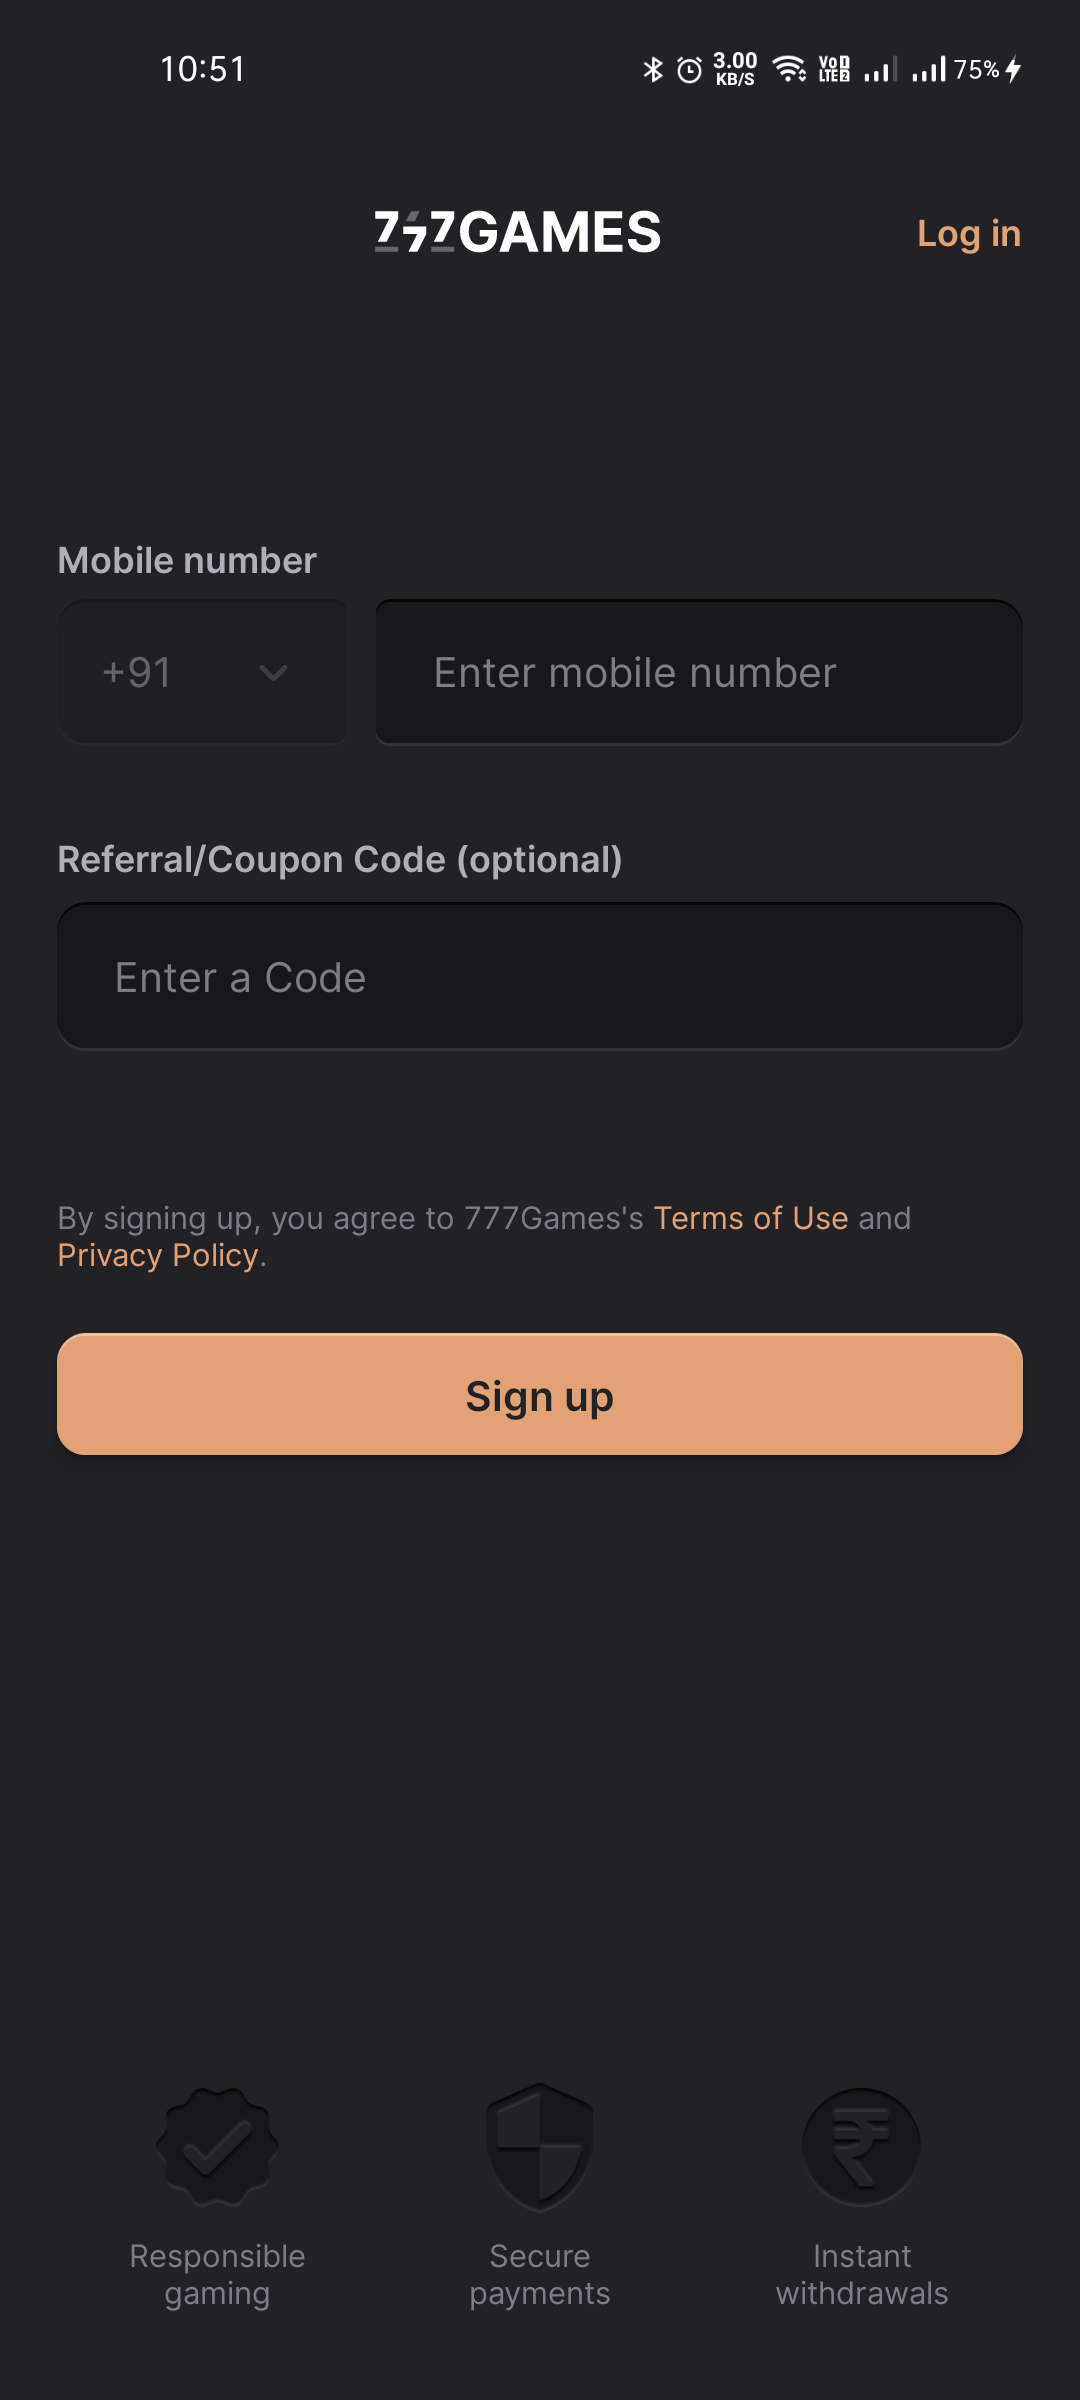 10:51
3.00
KB/S
Vo D
LTE 2
75%
777GAMES
Log in
Mobile number
+91
Enter mobile number
Referral/Coupon Code (optional)
Enter a Code
By signing up, you agree to 777Games's Terms of Use and
Privacy Policy.
Sign up
Responsible
gaming
Secure
payments
₹
Instant
withdrawals